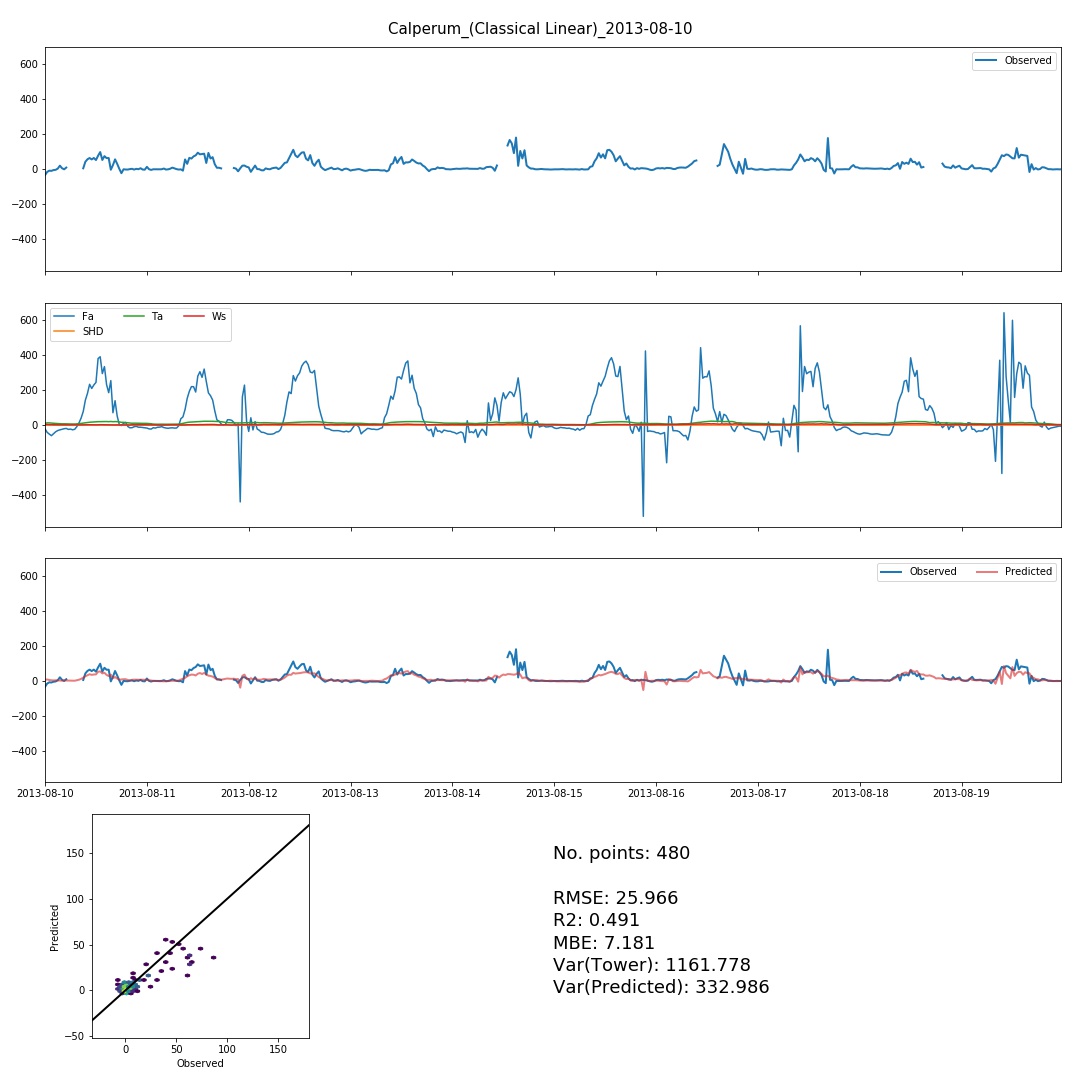 Calperum_(Classical Linear)_2013-08-10
600
400
200
0
−200
−400
Observed
600
400
200
0
−200
−400
Fa Ta Ws
SHD
600
400
200
0
−200
−400
Observed Predicted
2013-08-10 2013-08-11 2013-08-12 2013-08-13 2013-08-14 2013-08-15 2013-08-16 2013-08-17 2013-08-18 2013-08-19
150
100
50
0
−50
Predicted
0 50 100 150
Observed
No. points: 480
RMSE: 25.966
R2: 0.491
MBE: 7.181
Var(Tower): 1161.778
Var(Predicted): 332.986